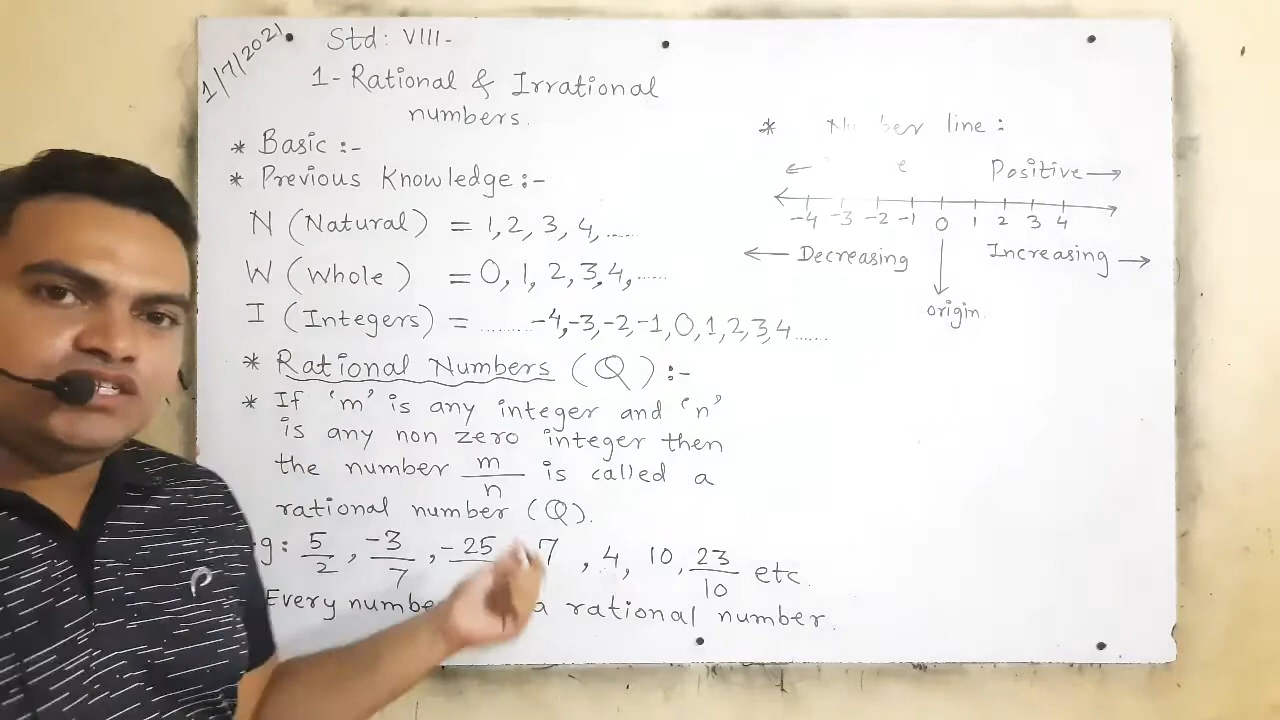 1/7/2021
Std: VIII-
1- Rational & Irrational
numbers.
* Basic :-
* Previous Knowledge :-
N (Natural) = 1, 2, 3, 4, ......
W (Whole) = 0, 1, 2, 3, 4, ......
I (Integers) = ......... -4, -3, -2, -1, 0, 1, 2, 3, 4 .......
* Rational Numbers (Q) :-
* If 'm' is any integer and 'n'
is any non zero integer then
the number m/n is called a
rational number (Q).
g: 5/2, -3/7, -25 7, 4, 10, 23/10 etc.
Every a rational number.
* line :
← Positive →
-4 -3 -2 -1 0 1 2 3 4
← Decreasing Increasing →
origin.